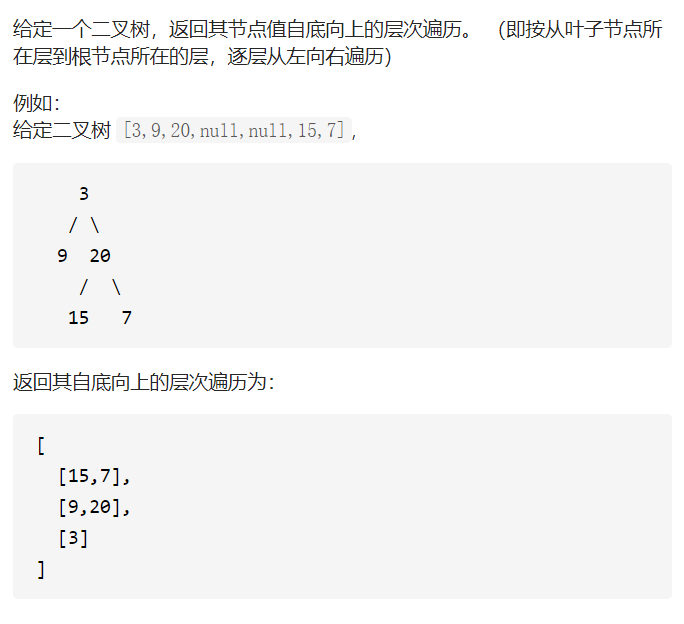 给定一个二叉树，返回其节点值自底向上的层次遍历。 （即按从叶子节点所
在层到根节点所在的层，逐层从左向右遍历）
例如：
给定二叉树 [3,9,20,null,null,15,7],
3
/ \
9 20
/ \
15 7
返回其自底向上的层次遍历为：
[
[15,7],
[9,20],
[3]
]